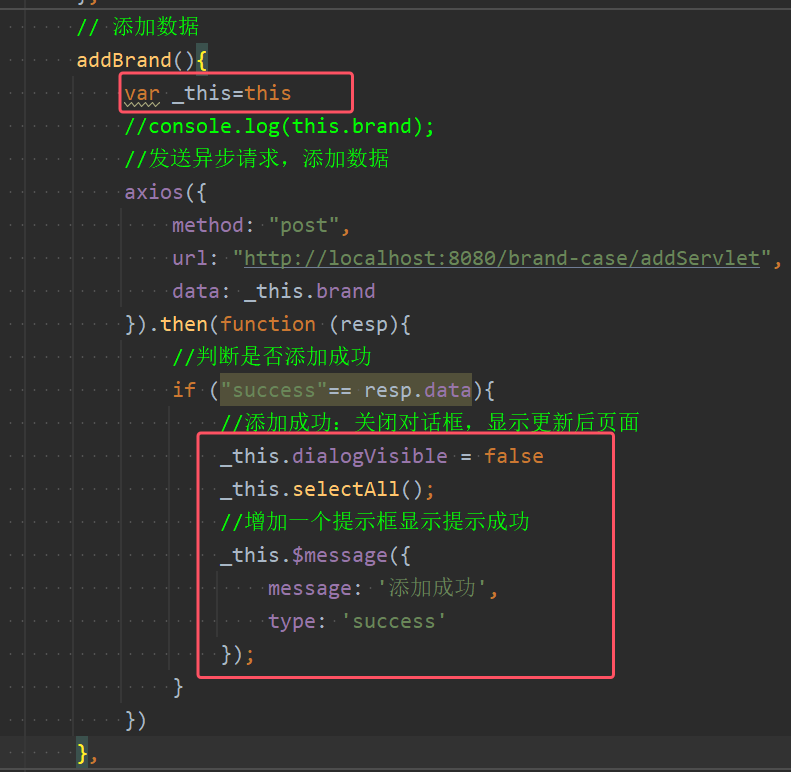 // 添加数据
addBrand(){
var _this=this
//console.log(this.brand);
//发送异步请求，添加数据
axios({
method: "post",
url: "http://localhost:8080/brand-case/addServlet",
data: _this.brand
}).then(function (resp){
//判断是否添加成功
if ("success"== resp.data){
//添加成功：关闭对话框，显示更新后页面
_this.dialogVisible = false
_this.selectAll();
//增加一个提示框显示提示成功
_this.$message({
message: '添加成功',
type: 'success'
});
}
})
},